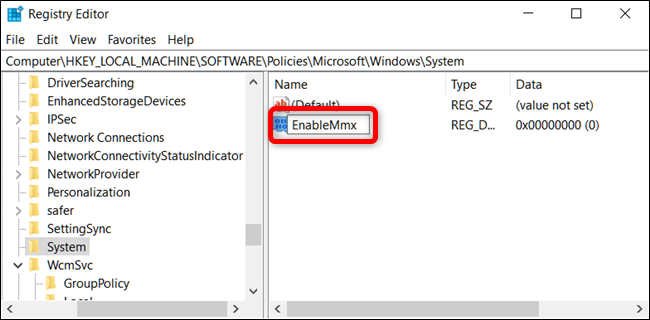 Registry Editor
File Edit View Favorites Help
Computer\HKEY_LOCAL_MACHINE\SOFTWARE\Policies\Microsoft\Windows\System
DriverSearching
EnhancedStorageDevices
IPSec
Network Connections
NetworkConnectivityStatusIndicator
NetworkProvider
Personalization
safer
SettingSync
System
WcmSvc
GroupPolicy
Local
Name Type Data
ab (Default) REG_SZ (value not set)
EnableMmx REG_D... 0x00000000 (0)